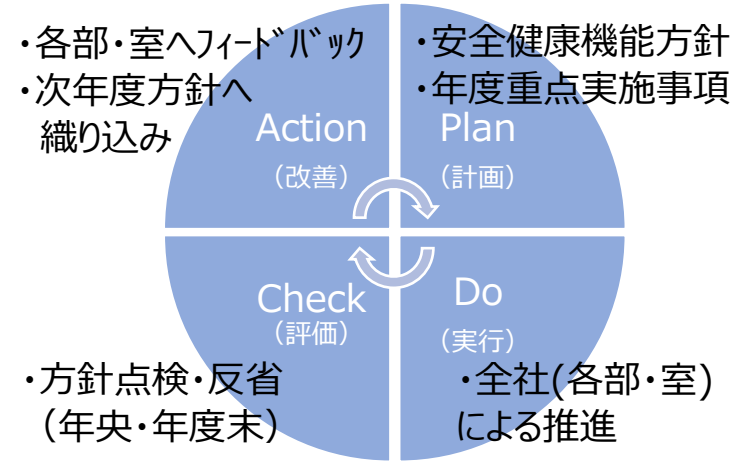 ・各部・室へﾌｨｰﾄﾞﾊﾞｯｸ
・次年度方針へ
織り込み
Action
（改善）
・安全健康機能方針
・年度重点実施事項
Plan
（計画）
Check
（評価）
・方針点検・反省
（年央・年度末）
Do
（実行）
・全社(各部・室)
による推進